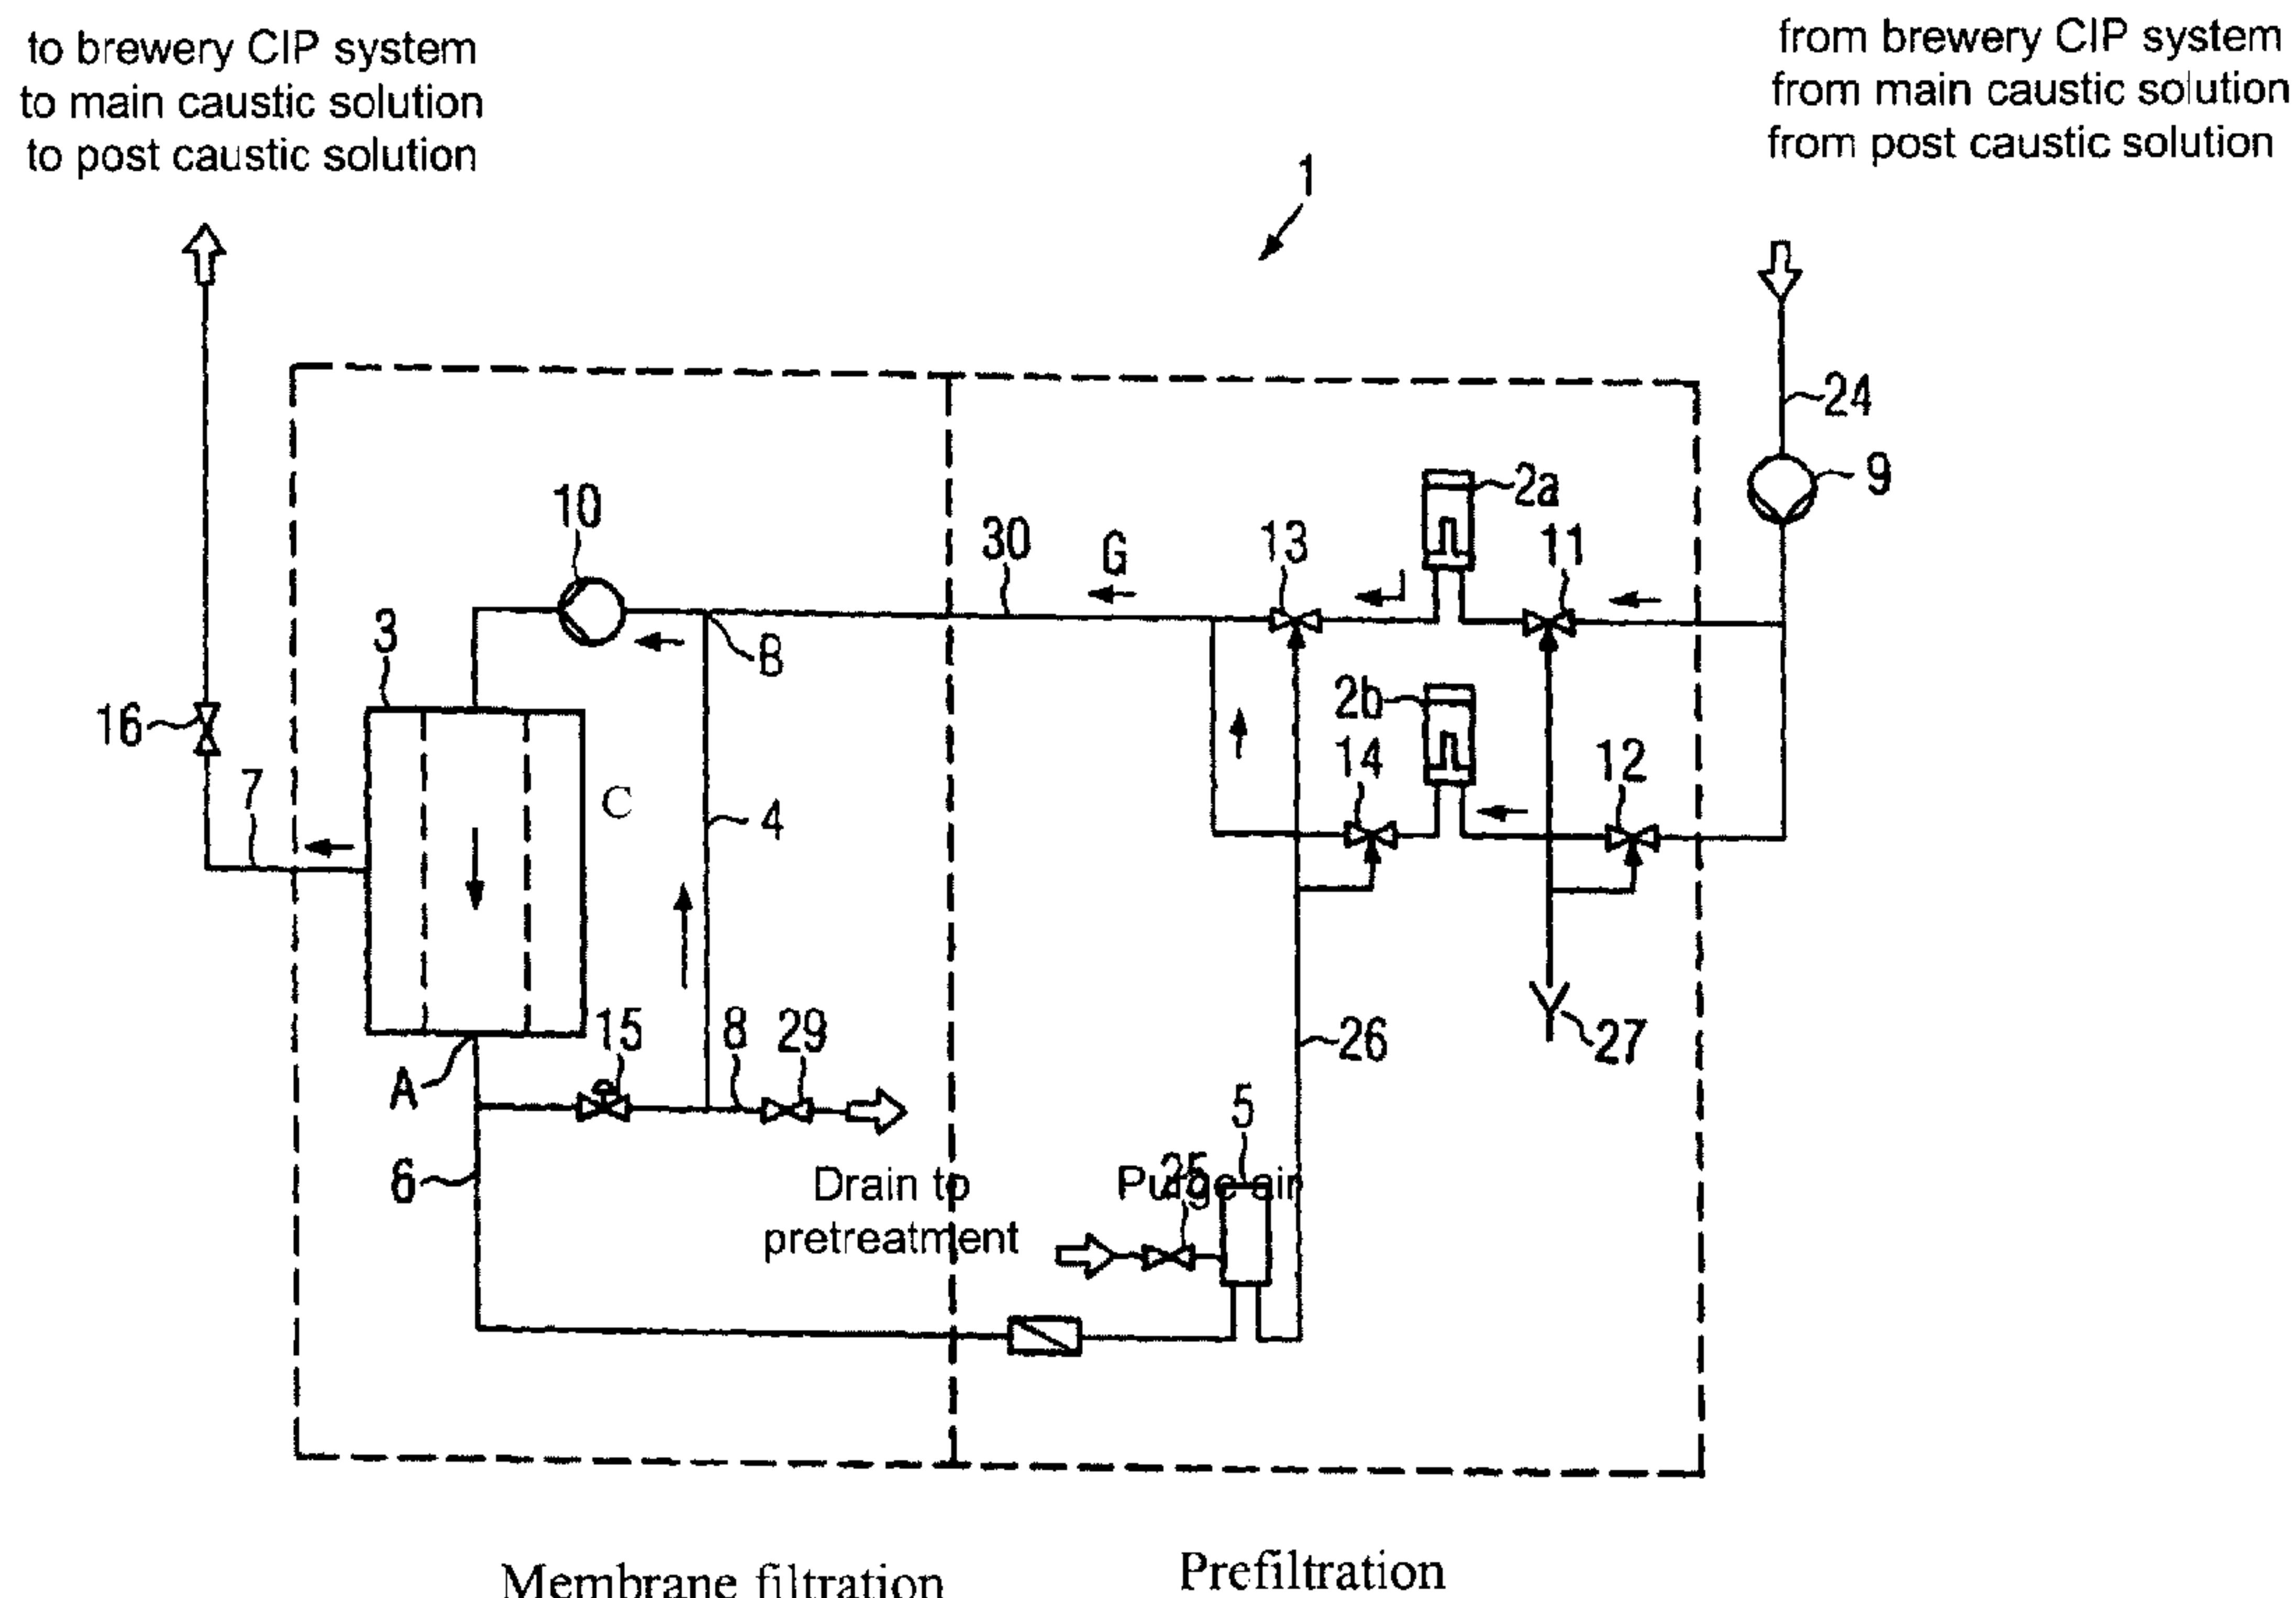 to brewery CIP system
to main caustic solution
to post caustic solution
from brewery CIP system
from main caustic solution
from post caustic solution
1
24
9
2a
11
13
G
30
10
B
3
16
7
C
4
2b
14
12
15
8
29
A
6
26
27
5
25
Drain to
pretreatment
Purge air
Membrane filtration
Prefiltration